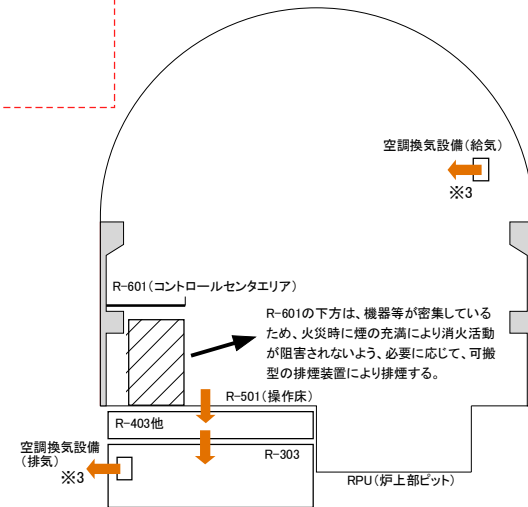 空調換気設備(給気)
※3
R-601(コントロールセンタエリア)
R-601の下方は、機器等が密集している
ため、火災時に煙の充満により消火活動
が阻害されないよう、必要に応じて、可搬
型の排煙装置により排煙する。
R-501(操作床)
R-403他
R-303
空調換気設備
(排気)
※3
RPU(炉上部ピット)